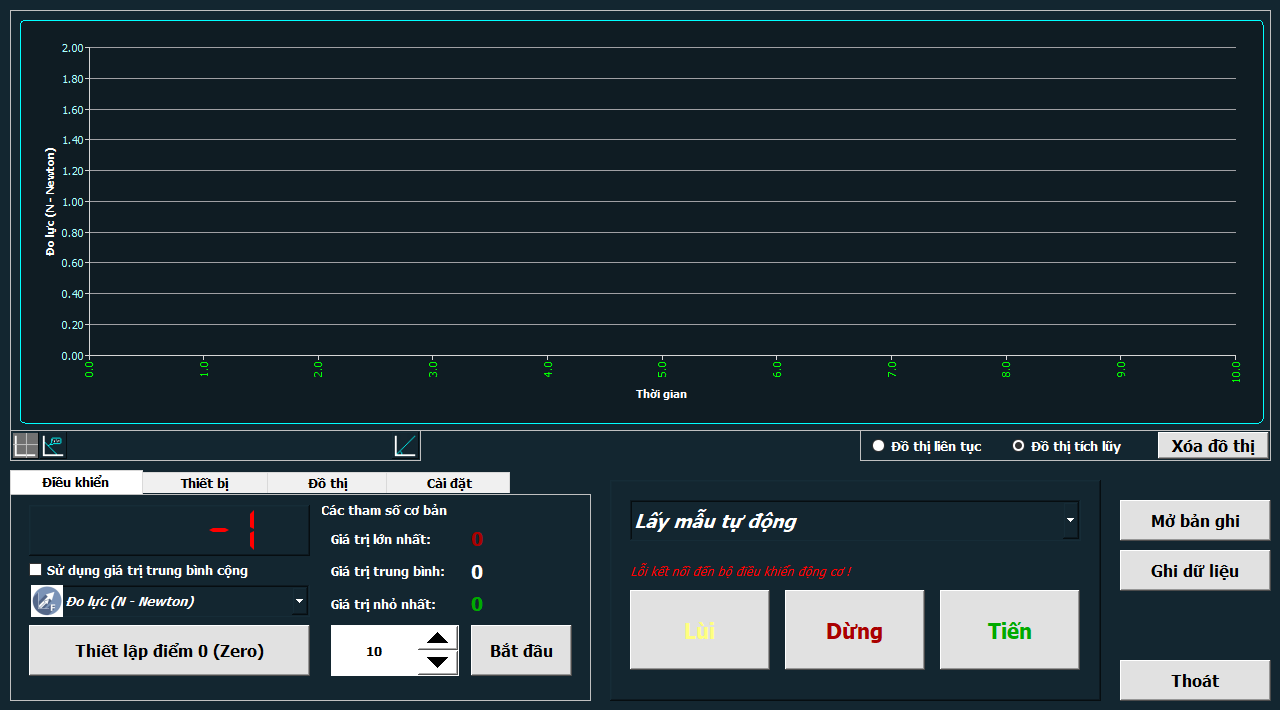 2.00
1.80
1.60
1.40
1.20
1.00
0.80
0.60
0.40
0.20
0.00
Đo lực (N - Newton)
0.0 1.0 2.0 3.0 4.0 5.0 6.0 7.0 8.0 9.0 10.0
Thời gian
Đồ thị liên tục Đồ thị tích lũy Xóa đồ thị
Điều khiển Thiết bị Đồ thị Cài đặt
-1
Sử dụng giá trị trung bình cộng
Đo lực (N - Newton)
Thiết lập điểm 0 (Zero)
Các tham số cơ bản
Giá trị lớn nhất: 0
Giá trị trung bình: 0
Giá trị nhỏ nhất: 0
10
Bắt đầu
Lấy mẫu tự động
Lỗi kết nối đến bộ điều khiển động cơ !
Lùi Dừng Tiến
Mở bản ghi
Ghi dữ liệu
Thoát